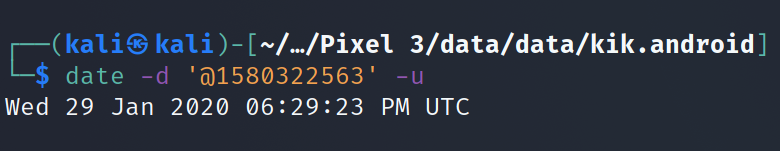 ┌──(kali㉿kali)-[~/…/Pixel 3/data/data/kik.android]
└─$ date -d '@1580322563' -u
Wed 29 Jan 2020 06:29:23 PM UTC